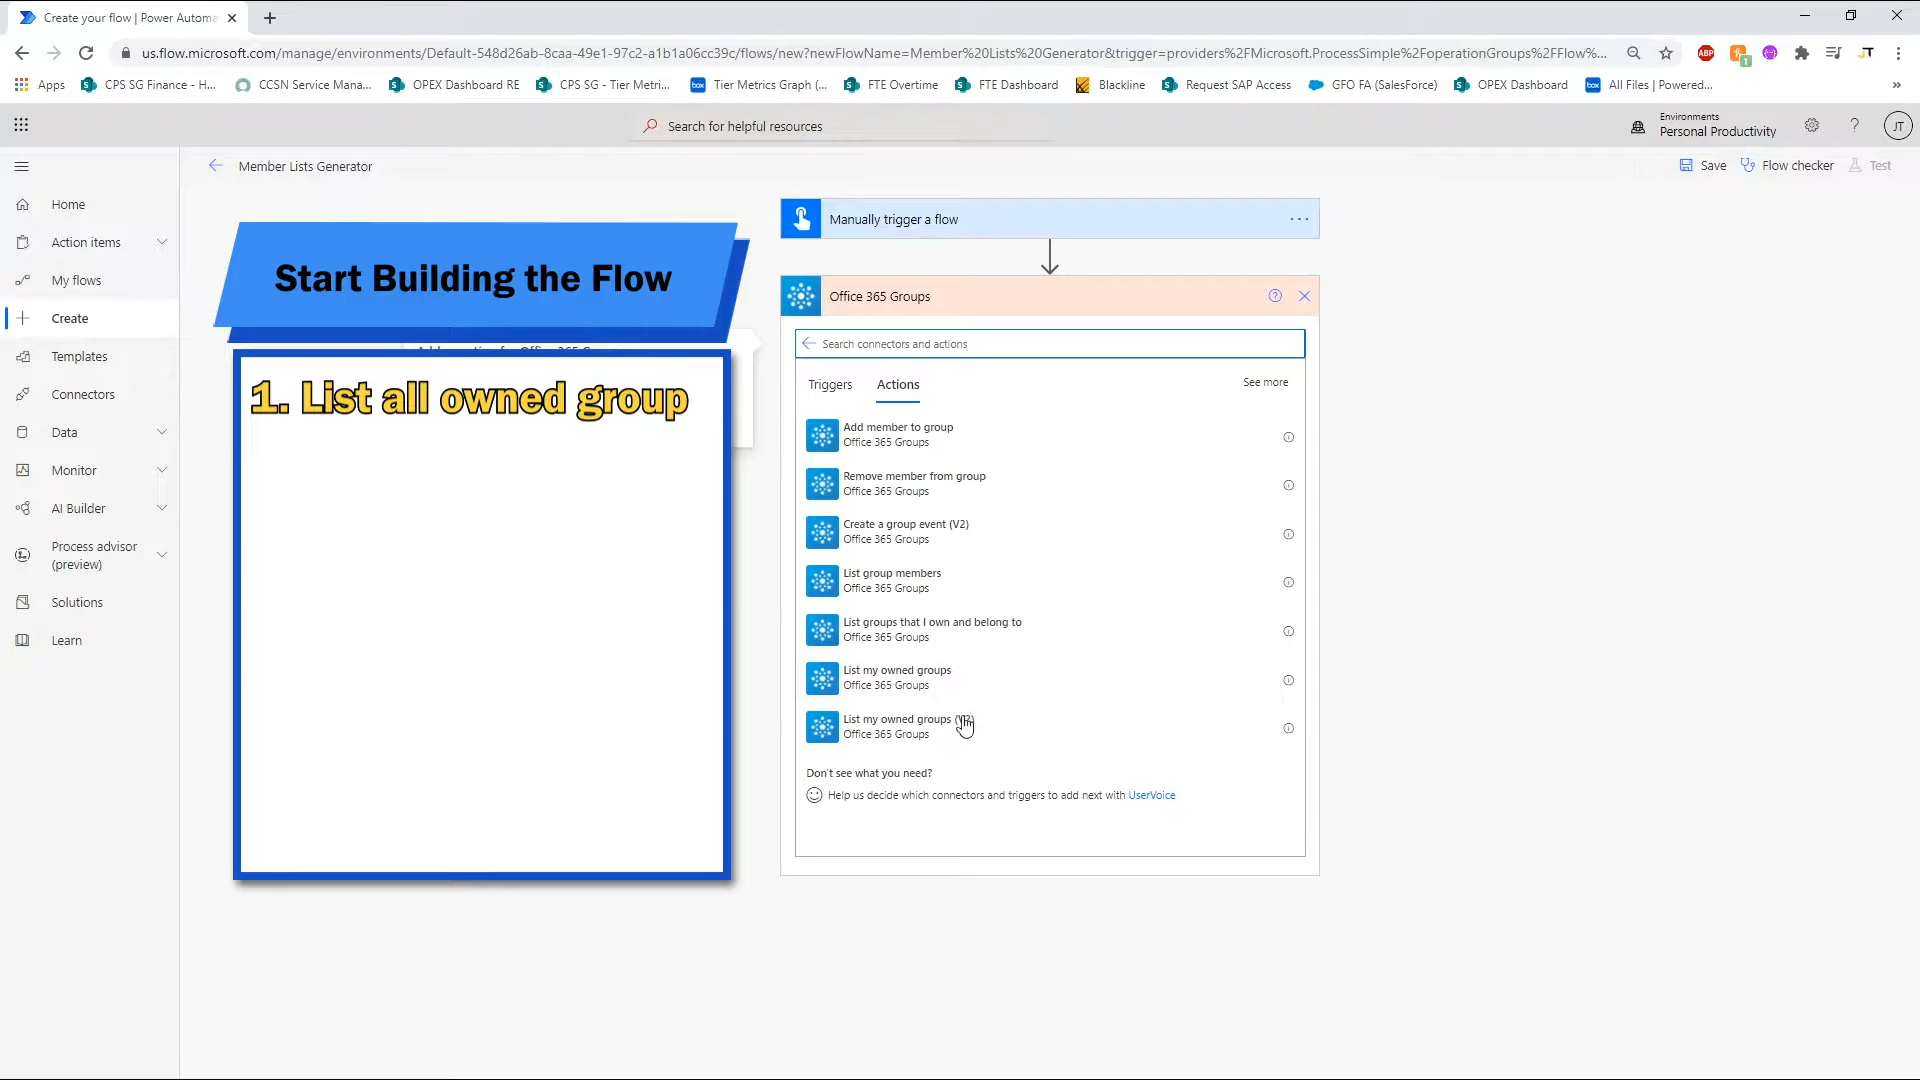 Create your flow | Power Automa
us.flow.microsoft.com/manage/environments/Default-548d26ab-8caa-49e1-97c2-a1b1a06cc39c/flows/new?newFlowName=Member%20Lists%20Generator&trigger=providers%2FMicrosoft.ProcessSimple%2FoperationGroups%2FFlow%...
ABP
1
Apps
CPS SG Finance - H...
CCSN Service Mana...
OPEX Dashboard RE
CPS SG - Tier Metri...
Tier Metrics Graph (...
FTE Overtime
FTE Dashboard
Blackline
Request SAP Access
GFO FA (SalesForce)
OPEX Dashboard
All Files | Powered...
Search for helpful resources
Environments
Personal Productivity
JT
Member Lists Generator
Save
Flow checker
Test
Home
Action items
My flows
Create
Templates
Connectors
Data
Monitor
AI Builder
Process advisor
(preview)
Solutions
Learn
Start Building the Flow
1. List all owned group
Manually trigger a flow
Office 365 Groups
Search connectors and actions
Triggers
Actions
See more
Add member to group
Office 365 Groups
Remove member from group
Office 365 Groups
Create a group event (V2)
Office 365 Groups
List group members
Office 365 Groups
List groups that I own and belong to
Office 365 Groups
List my owned groups
Office 365 Groups
List my owned groups (V2)
Office 365 Groups
Don't see what you need?
Help us decide which connectors and triggers to add next with UserVoice